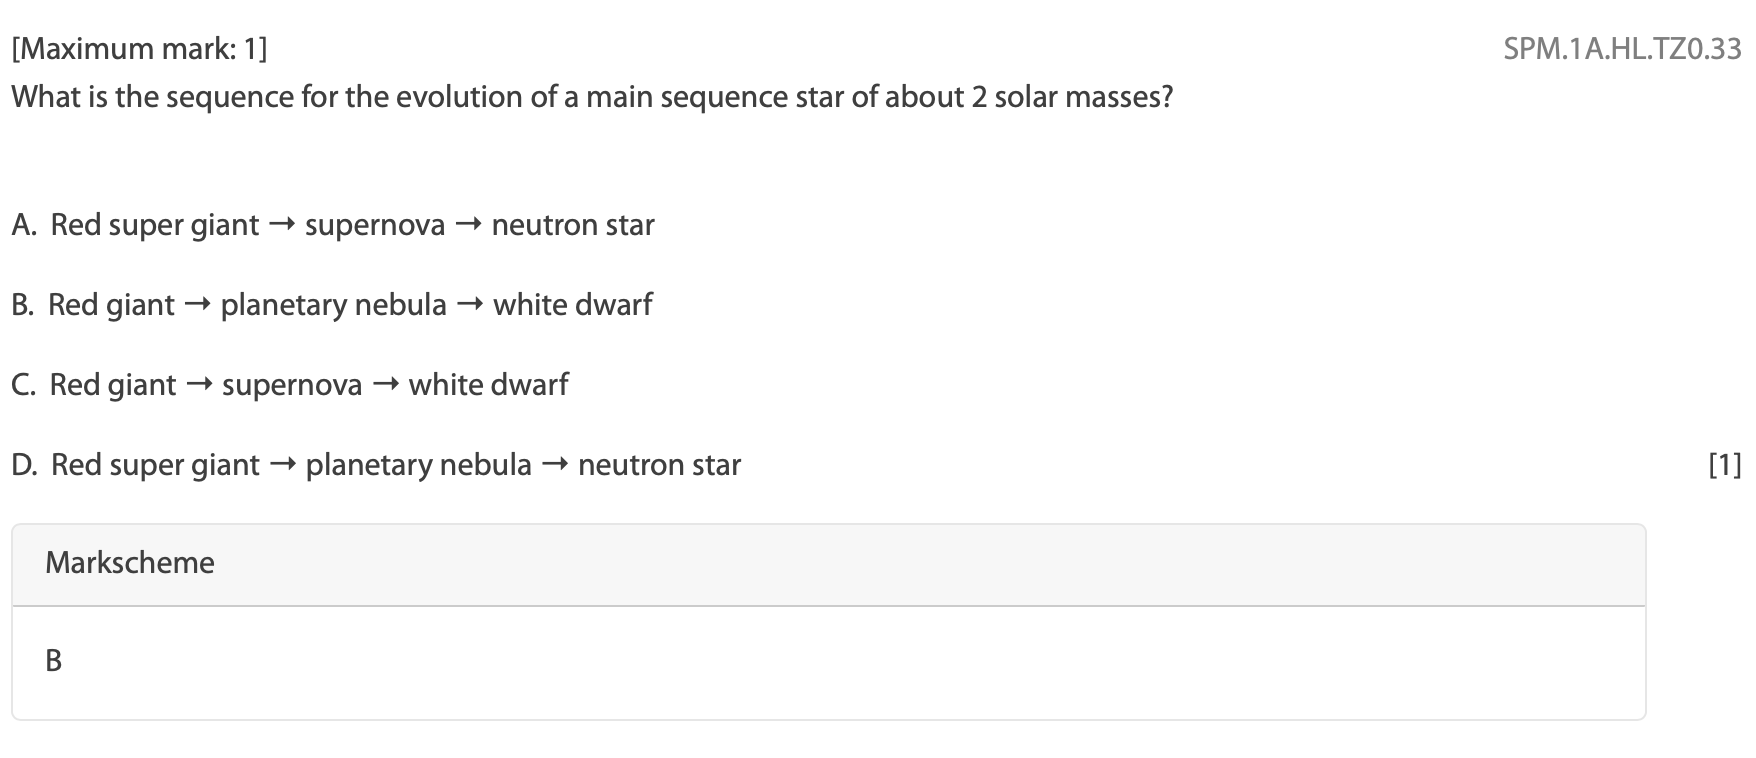 [Maximum mark: 1] SPM.1A.HL.TZ0.33
What is the sequence for the evolution of a main sequence star of about 2 solar masses?
A. Red super giant → supernova → neutron star
B. Red giant → planetary nebula → white dwarf
C. Red giant → supernova → white dwarf
D. Red super giant → planetary nebula → neutron star [1]
Markscheme
B